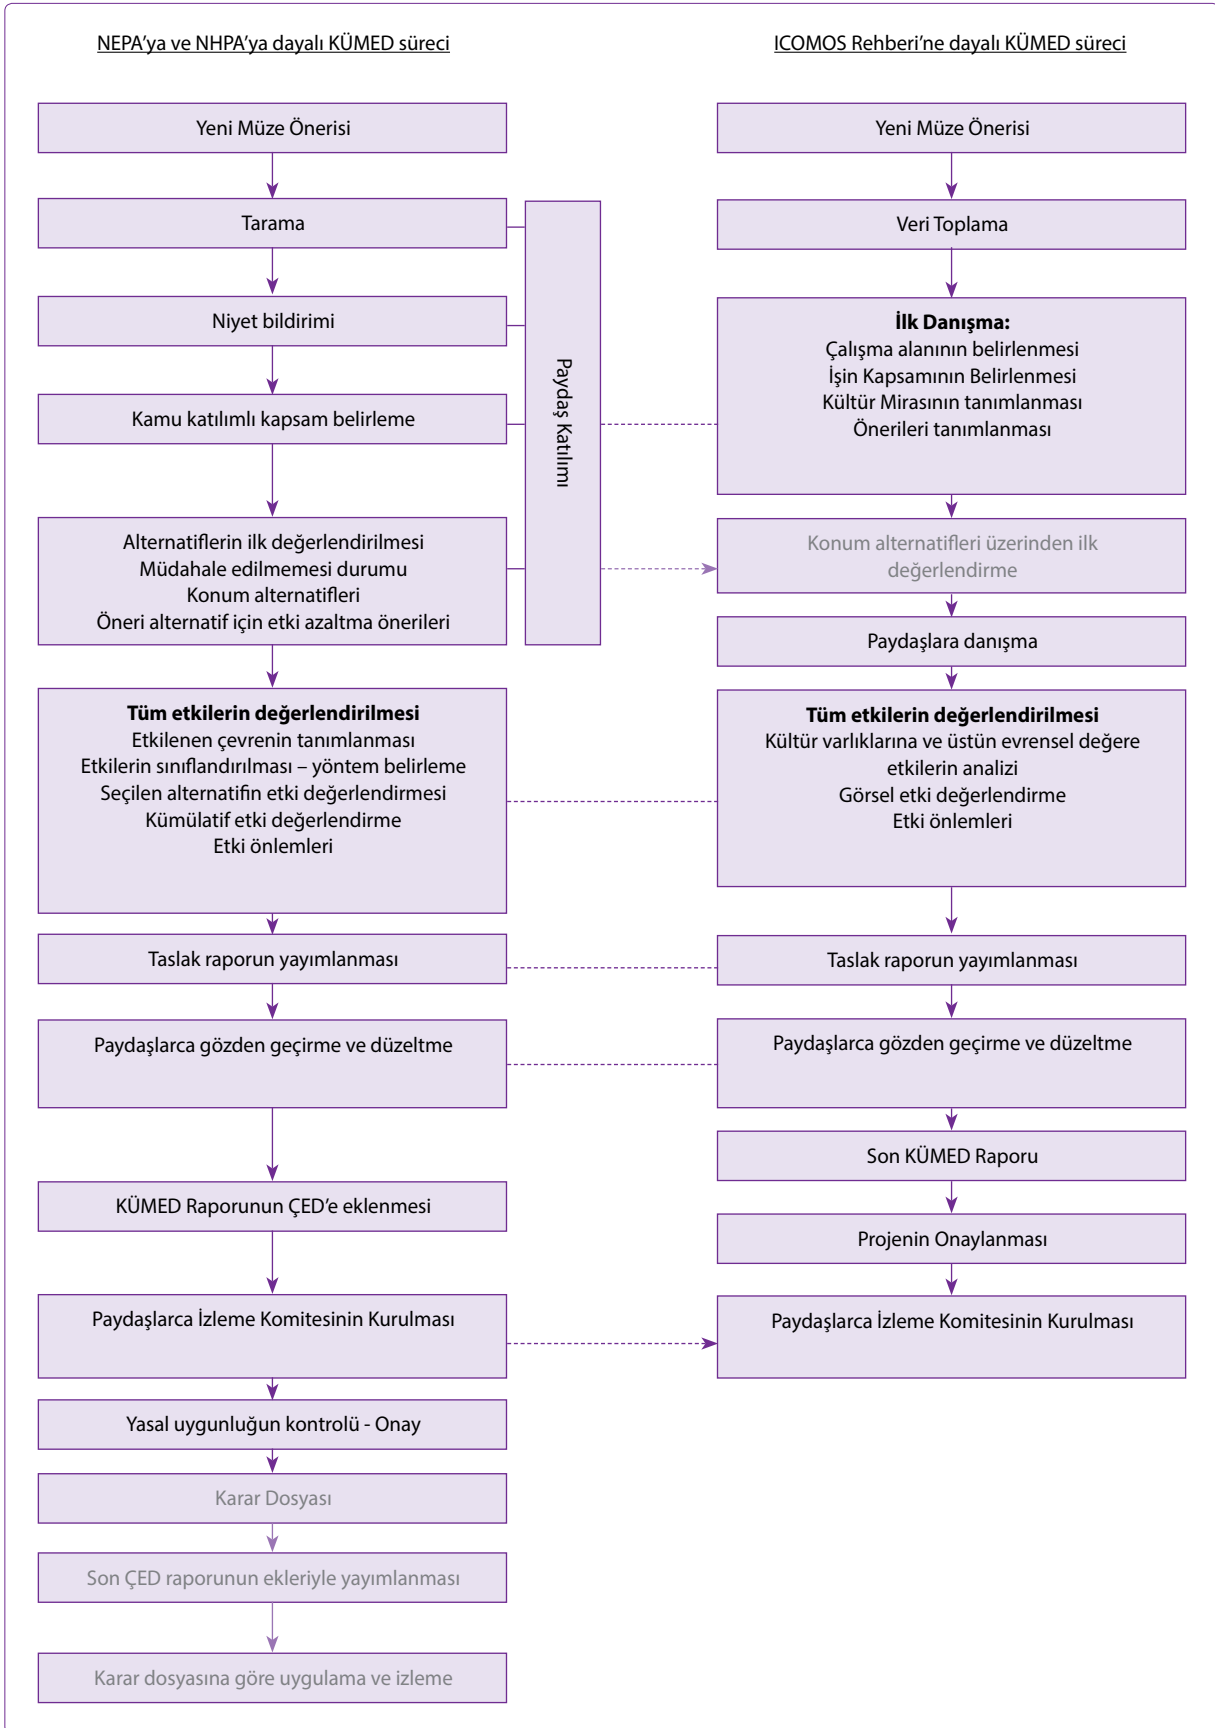 NEPA’ya ve NHPA’ya dayalı KÜMED süreci
Yeni Müze Önerisi
Tarama
Niyet bildirimi
Kamu katılımlı kapsam belirleme
Alternatiflerin ilk değerlendirilmesi
Müdahale edilmemesi durumu
Konum alternatifleri
Öneri alternatif için etki azaltma önerileri
Paydaş Katılımı
Tüm etkilerin değerlendirilmesi
Etkilenen çevrenin tanımlanması
Etkilerin sınıflandırılması – yöntem belirleme
Seçilen alternatifin etki değerlendirmesi
Kümülatif etki değerlendirme
Etki önlemleri
Taslak raporun yayımlanması
Paydaşlarca gözden geçirme ve düzeltme
KÜMED Raporunun ÇED’e eklenmesi
Paydaşlarca İzleme Komitesinin Kurulması
Yasal uygunluğun kontrolü - Onay
Karar Dosyası
Son ÇED raporunun ekleriyle yayımlanması
Karar dosyasına göre uygulama ve izleme
ICOMOS Rehberi’ne dayalı KÜMED süreci
Yeni Müze Önerisi
Veri Toplama
İlk Danışma:
Çalışma alanının belirlenmesi
İşin Kapsamının Belirlenmesi
Kültür Mirasının tanımlanması
Önerileri tanımlanması
Konum alternatifleri üzerinden ilk
değerlendirme
Paydaşlara danışma
Tüm etkilerin değerlendirilmesi
Kültür varlıklarına ve üstün evrensel değere
etkilerin analizi
Görsel etki değerlendirme
Etki önlemleri
Taslak raporun yayımlanması
Paydaşlarca gözden geçirme ve düzeltme
Son KÜMED Raporu
Projenin Onaylanması
Paydaşlarca İzleme Komitesinin Kurulması